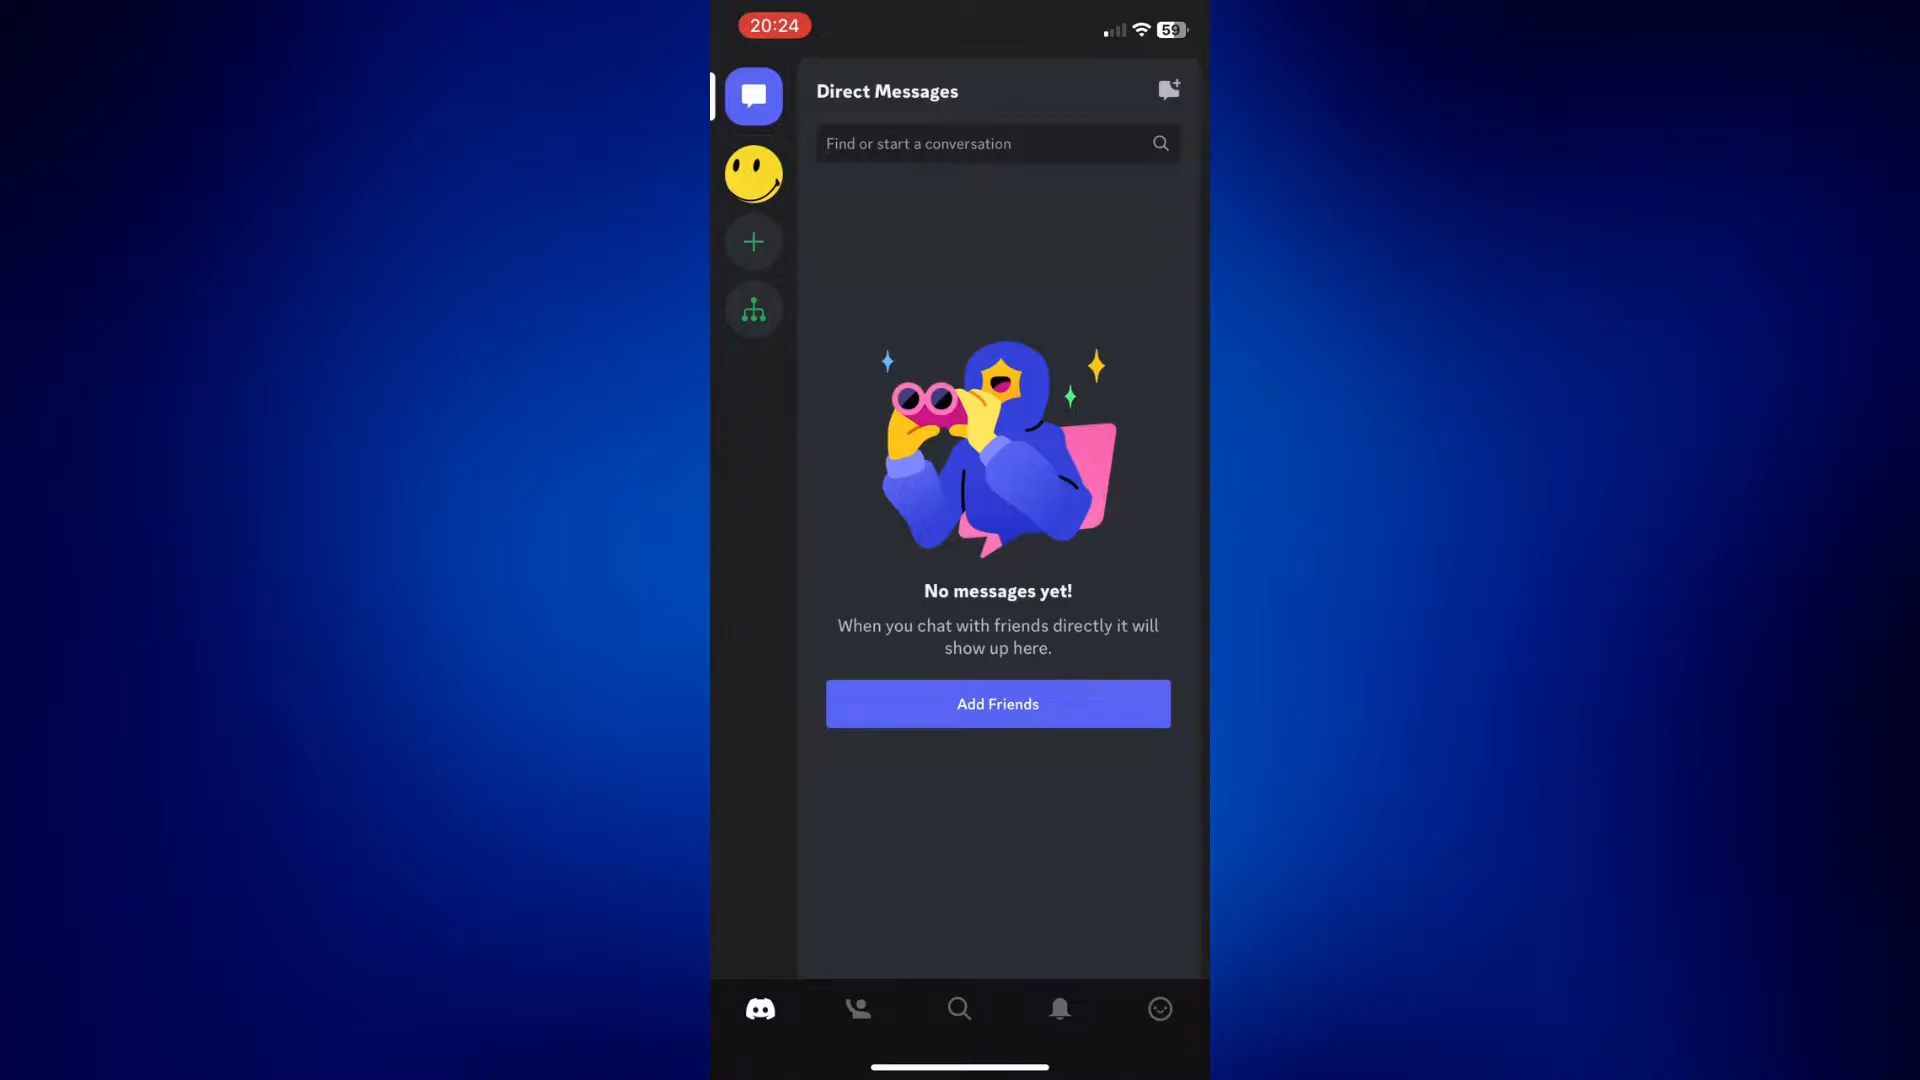 20:24
59
Direct Messages
Find or start a conversation
No messages yet!
When you chat with friends directly it will
show up here.
Add Friends